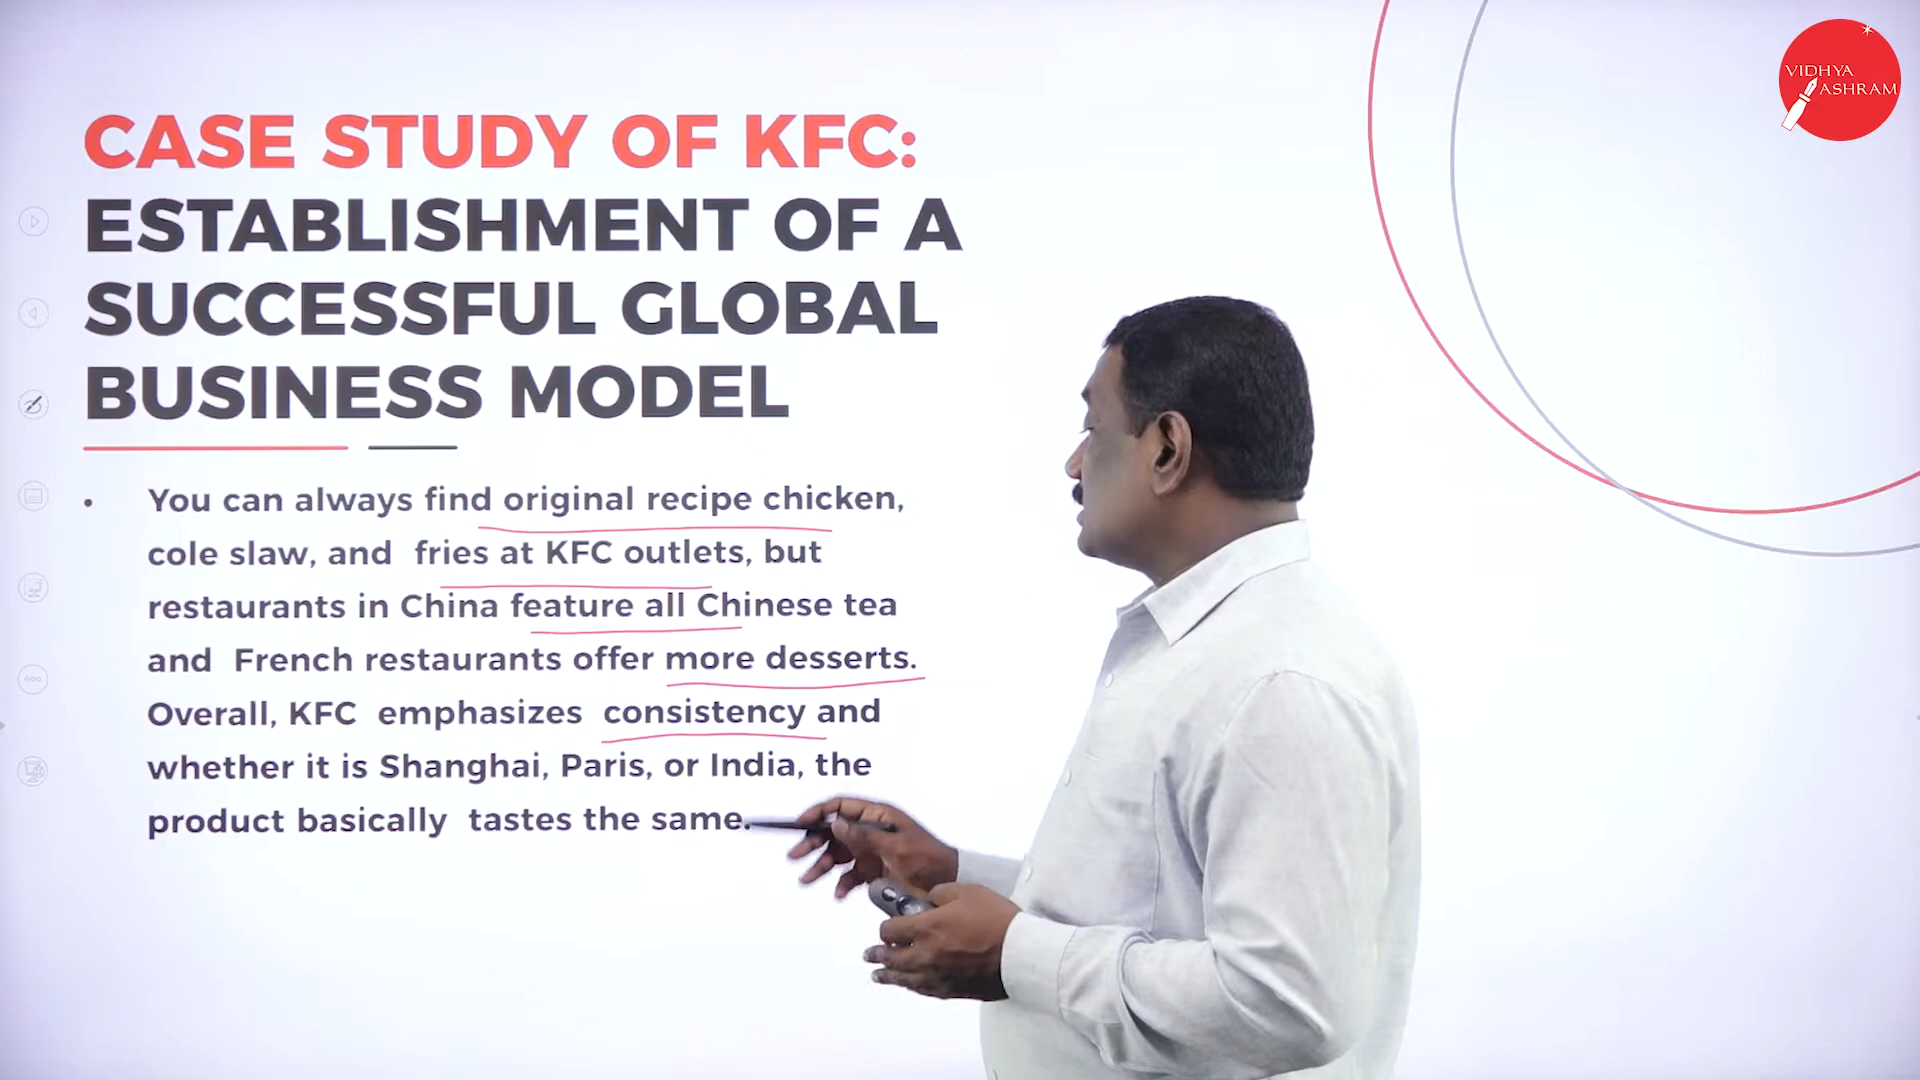 VIDHYA
ASHRAM
CASE STUDY OF KFC:
ESTABLISHMENT OF A
SUCCESSFUL GLOBAL
BUSINESS MODEL
• You can always find original recipe chicken,
cole slaw, and fries at KFC outlets, but
restaurants in China feature all Chinese tea
and French restaurants offer more desserts.
Overall, KFC emphasizes consistency and
whether it is Shanghai, Paris, or India, the
product basically tastes the same.